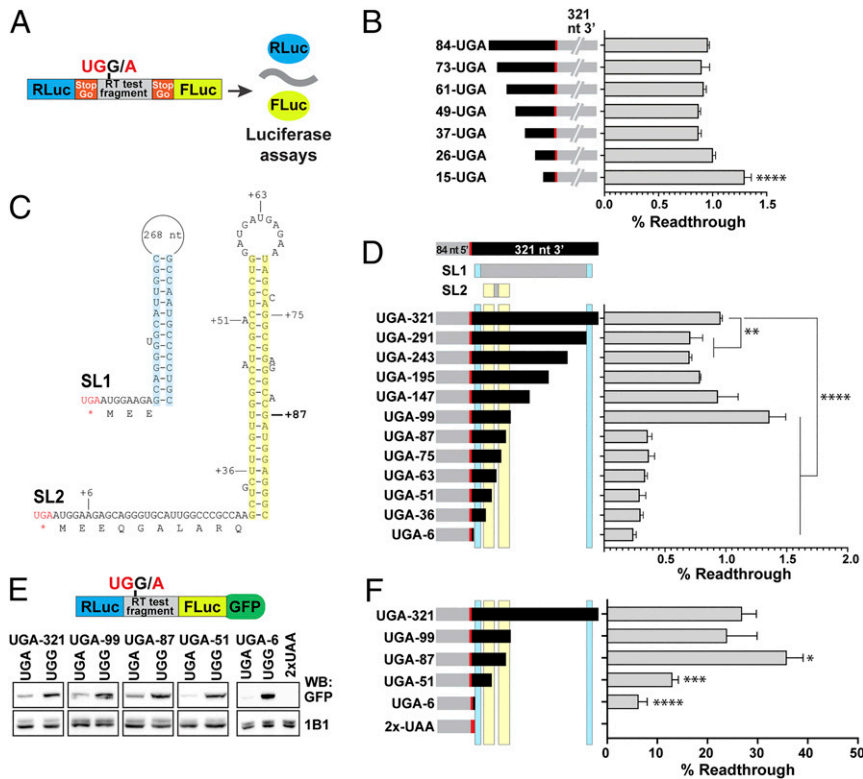 A
UGG/A
RLuc
Stop Go
RT test fragment
Stop Go
FLuc
RLuc
FLuc
Luciferase assays
B
321 nt 3'
84-UGA
73-UGA
61-UGA
49-UGA
37-UGA
26-UGA
15-UGA
****
0.0 0.5 1.0 1.5
% Readthrough
C
268 nt
+63
+51
+75
+87
+36
SL1
UGAAUGGAAGAG
* M E E
SL2
+6
UGAAUGGAAGAGCAGGGUGCAUUGGCCCGCCAAG
* M E E Q G A L A R Q
D
84 nt 5'
321 nt 3'
SL1
SL2
UGA-321
UGA-291
UGA-243
UGA-195
UGA-147
UGA-99
UGA-87
UGA-75
UGA-63
UGA-51
UGA-36
UGA-6
**
****
0.0 0.5 1.0 1.5 2.0
% Readthrough
E
UGG/A
RLuc
RT test fragment
FLuc
GFP
UGA-321 UGA-99 UGA-87 UGA-51 UGA-6
UGA UGG UGA UGG UGA UGG UGA UGG UGA UGG 2xUAA
WB: GFP
1B1
F
UGA-321
UGA-99
UGA-87
UGA-51
UGA-6
2x-UAA
*
***
****
0 10 20 30 40 50
% Readthrough